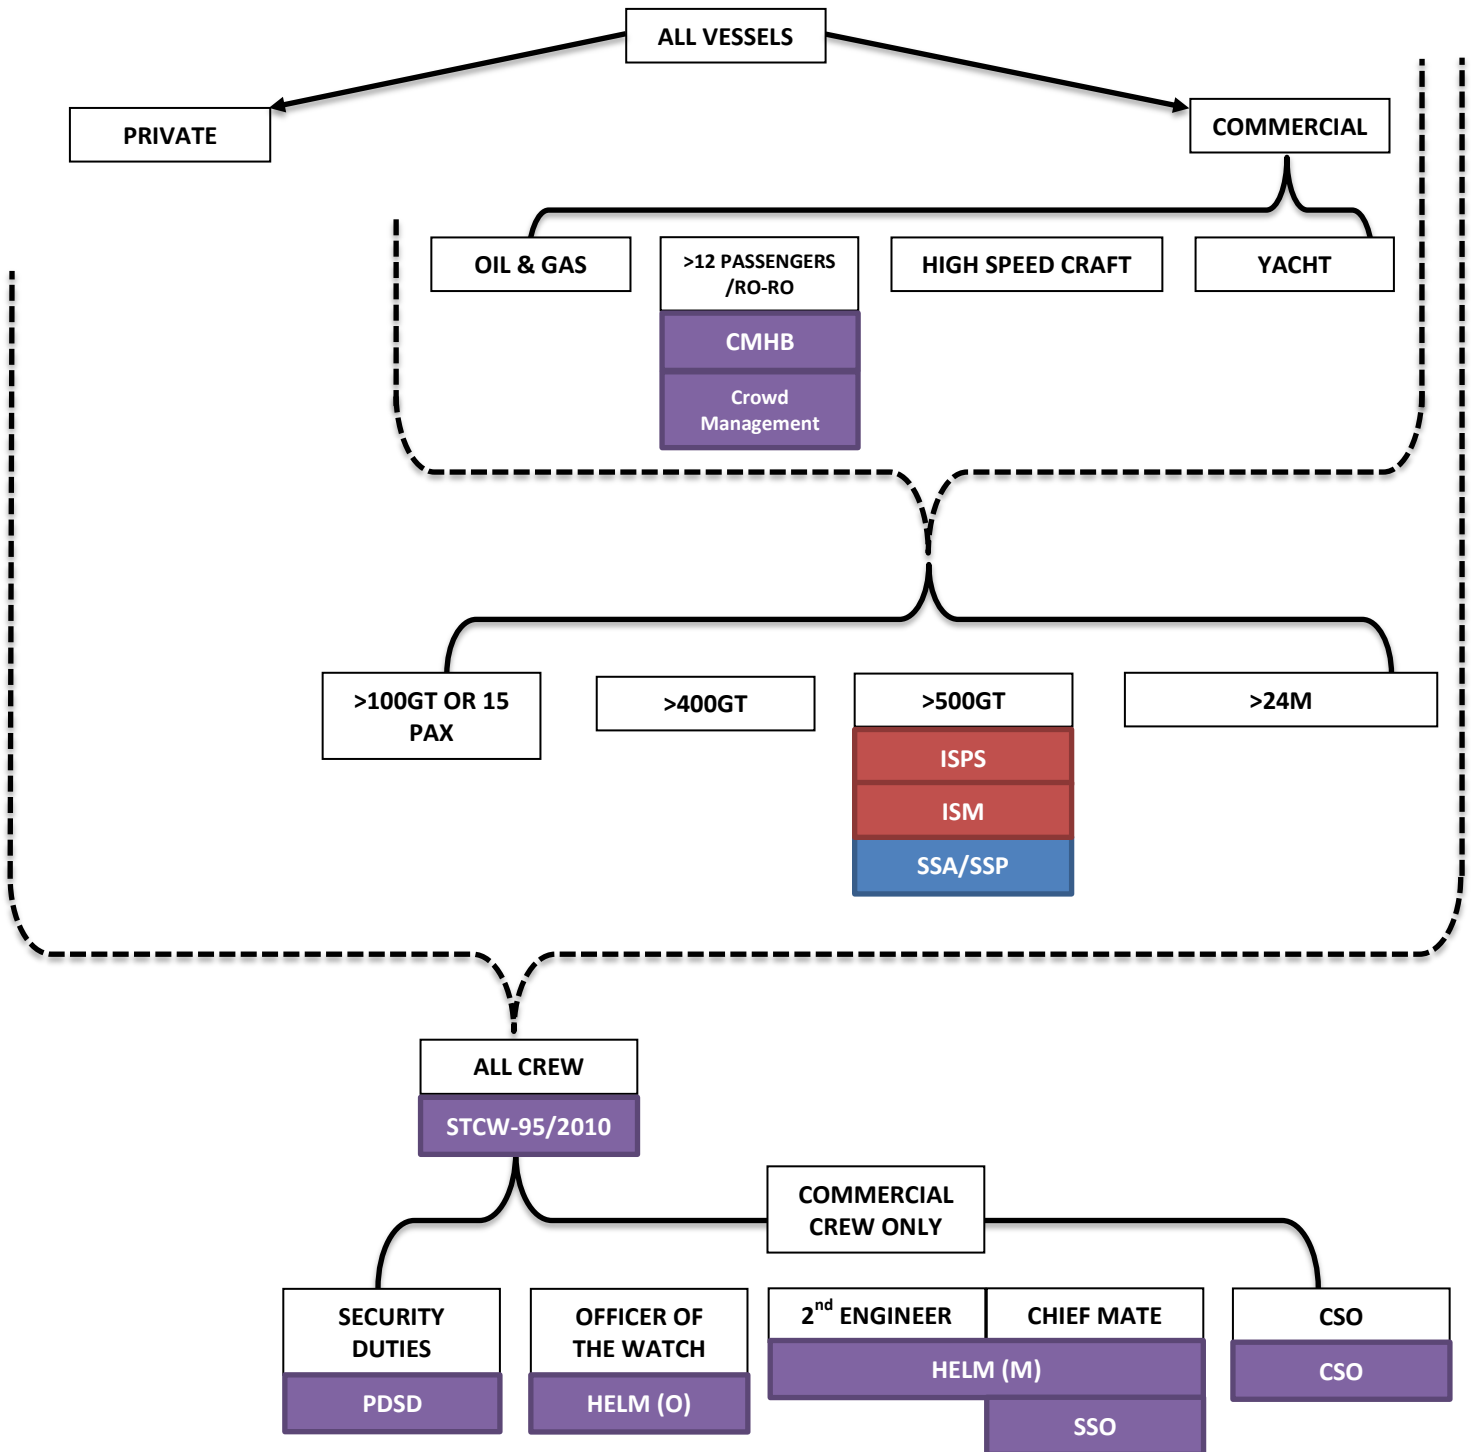 ALL VESSELS
PRIVATE
COMMERCIAL
OIL & GAS
>12 PASSENGERS
/RO-RO
HIGH SPEED CRAFT
YACHT
CMHB
Crowd
Management
>100GT OR 15
PAX
>400GT
>500GT
>24M
ISPS
ISM
SSA/SSP
ALL CREW
STCW-95/2010
COMMERCIAL
CREW ONLY
SECURITY
DUTIES
OFFICER OF
THE WATCH
2nd ENGINEER
CHIEF MATE
CSO
PDSD
HELM (O)
HELM (M)
CSO
SSO